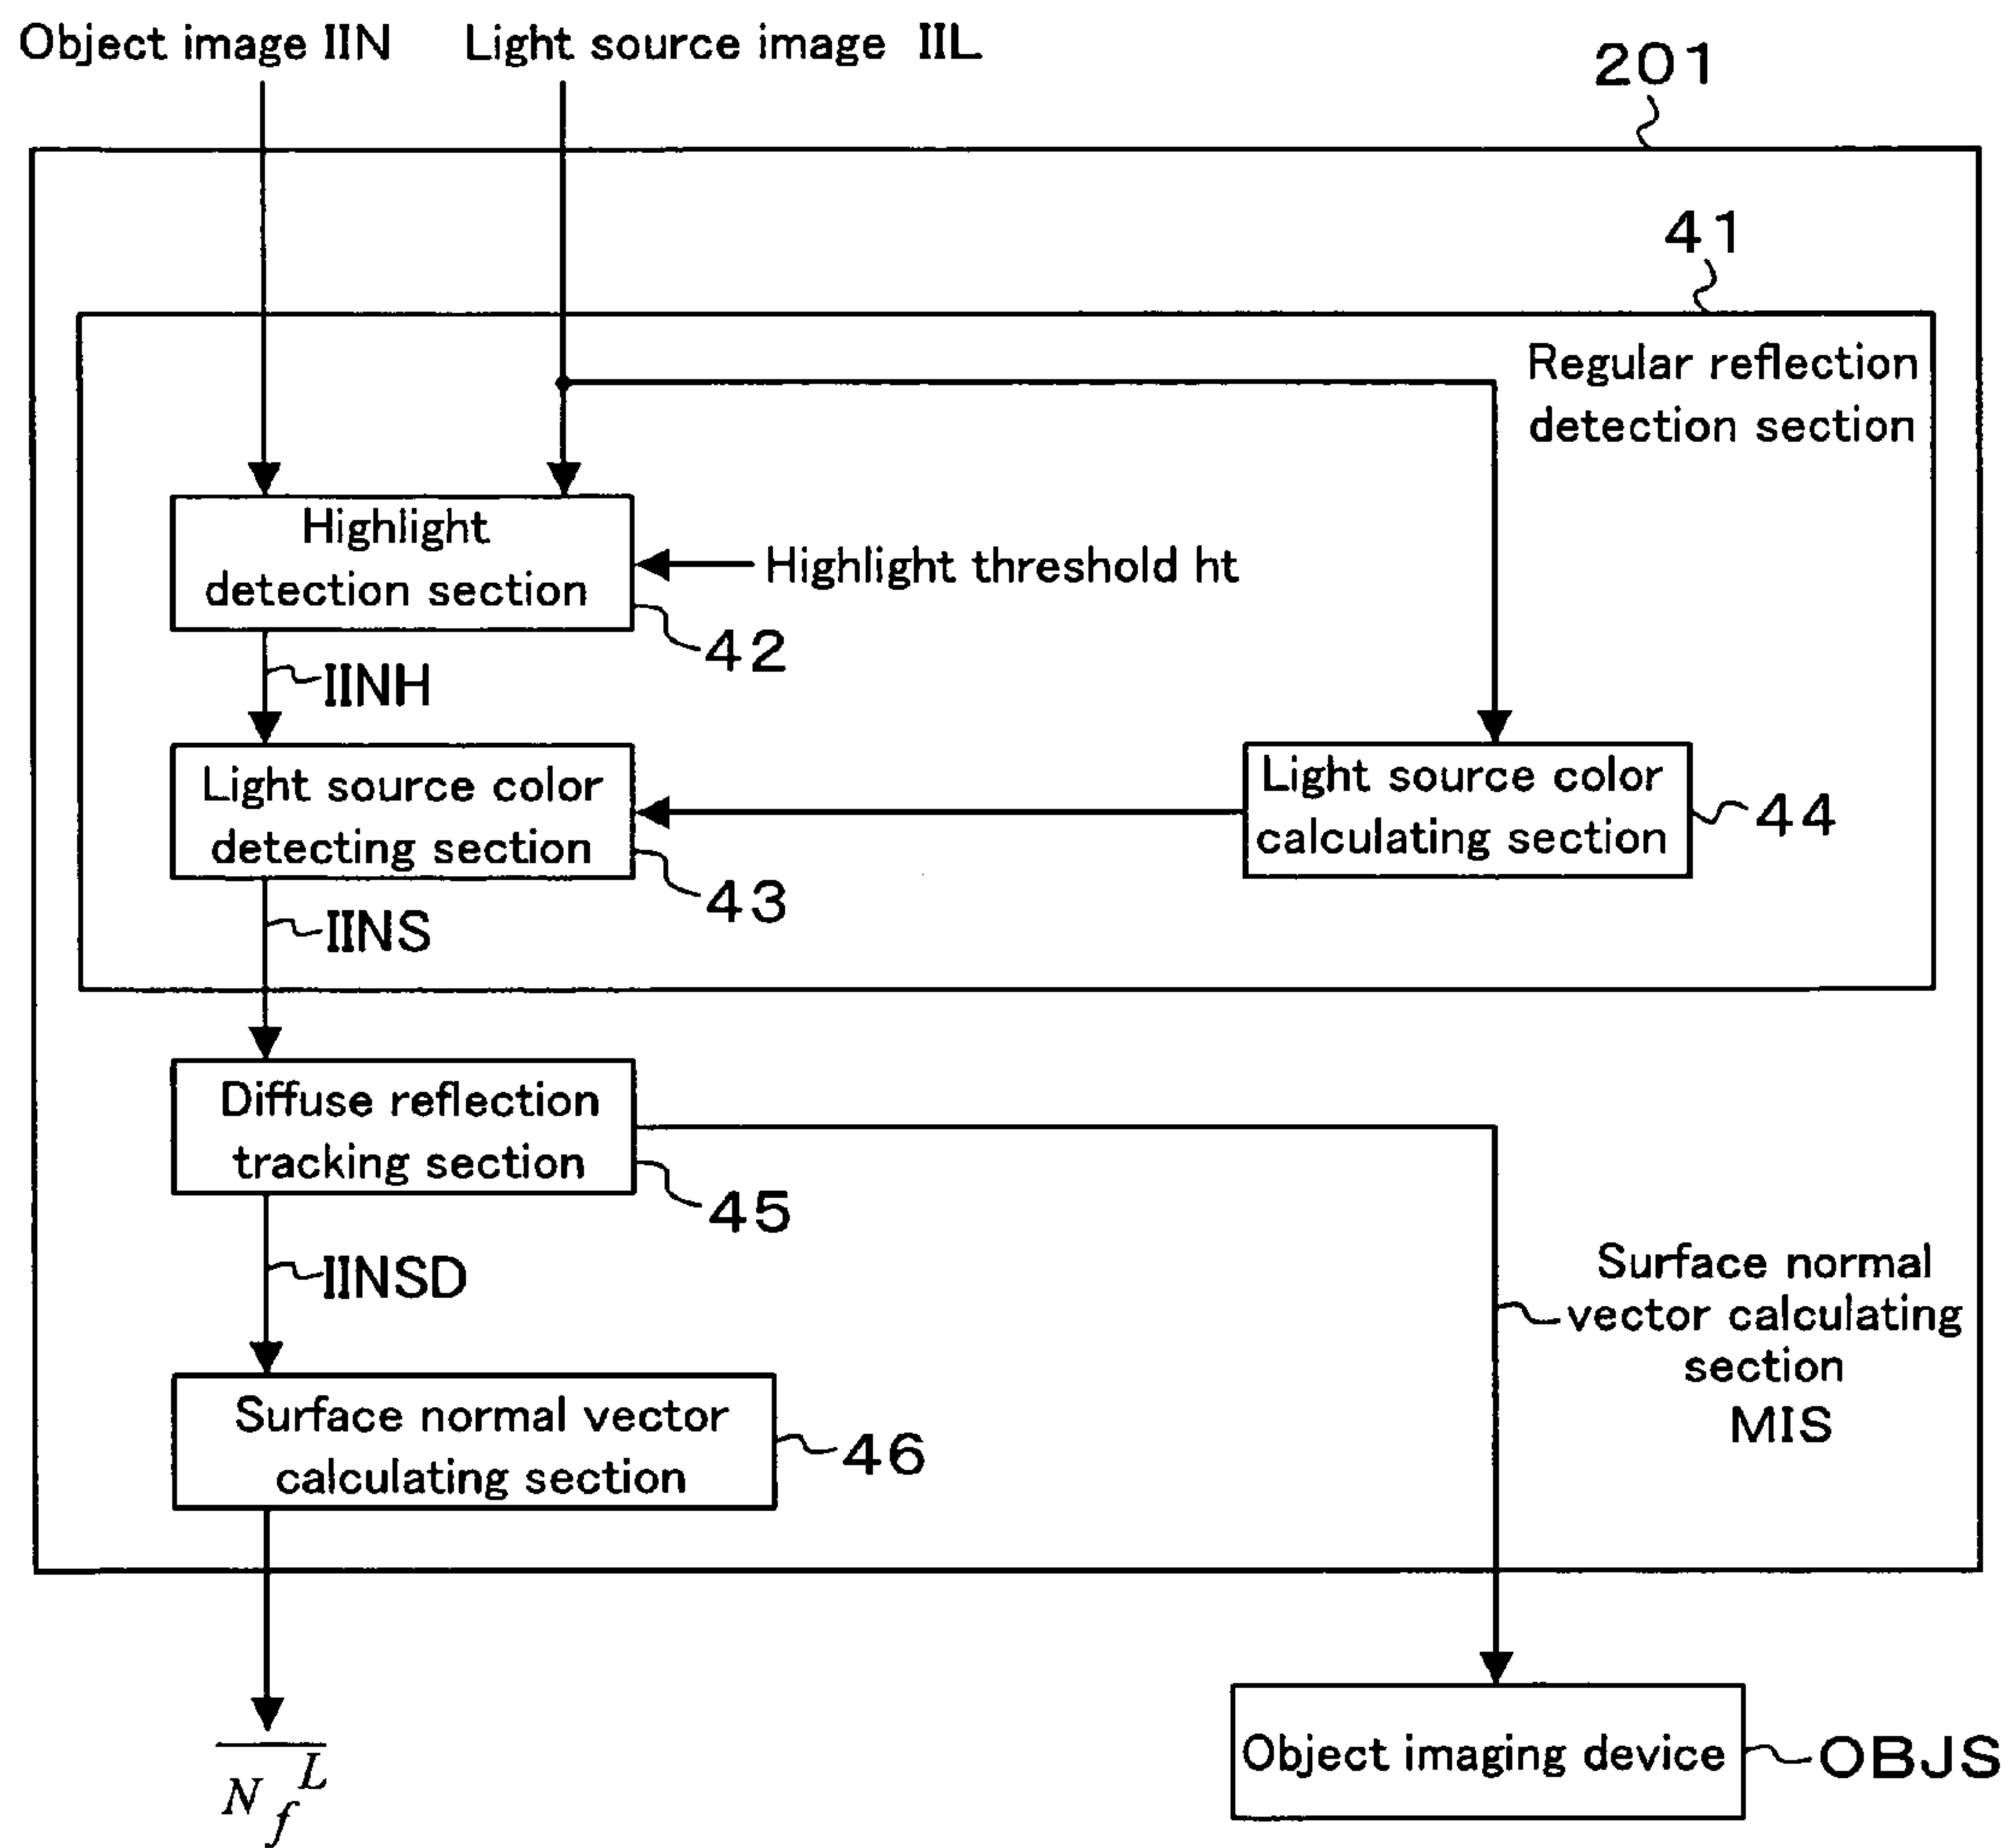 Object image IIN
Light source image IIL
201
41
Regular reflection
detection section
Highlight
detection section
Highlight threshold ht
42
IINH
Light source color
detecting section
Light source color
calculating section
44
43
IINS
Diffuse reflection
tracking section
45
IINSD
Surface normal
vector calculating
section
MIS
Surface normal vector
calculating section
46
N f L
Object imaging device
OBJS